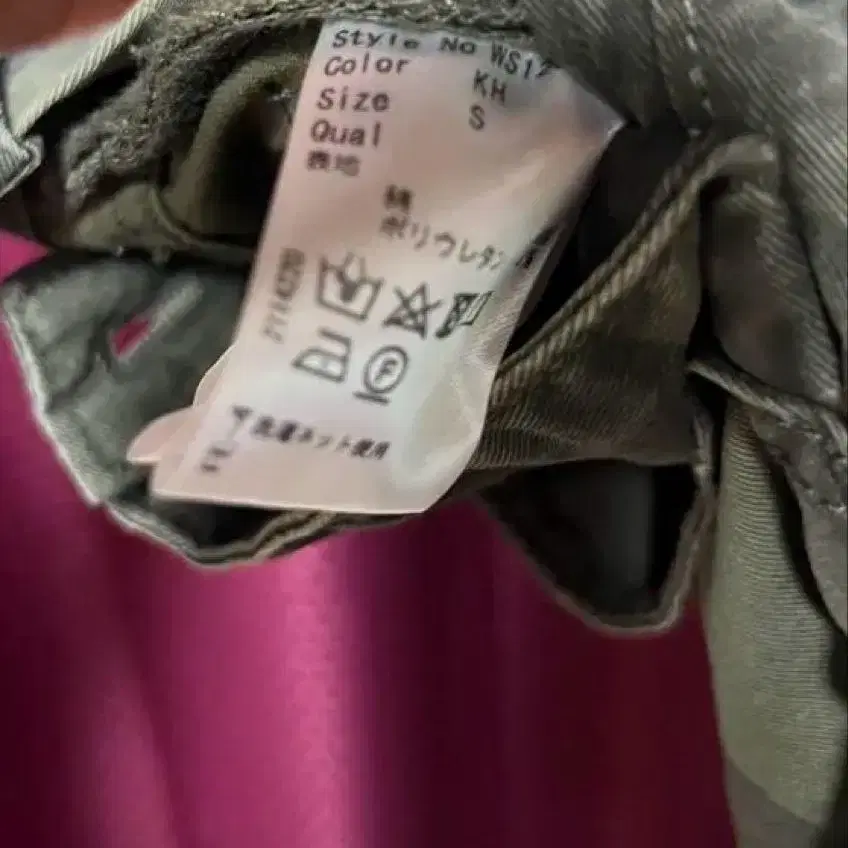 Style No WS12
Color KH
Size S
Qual
表地
綿
ポリウレタン
洗濯ネット使用